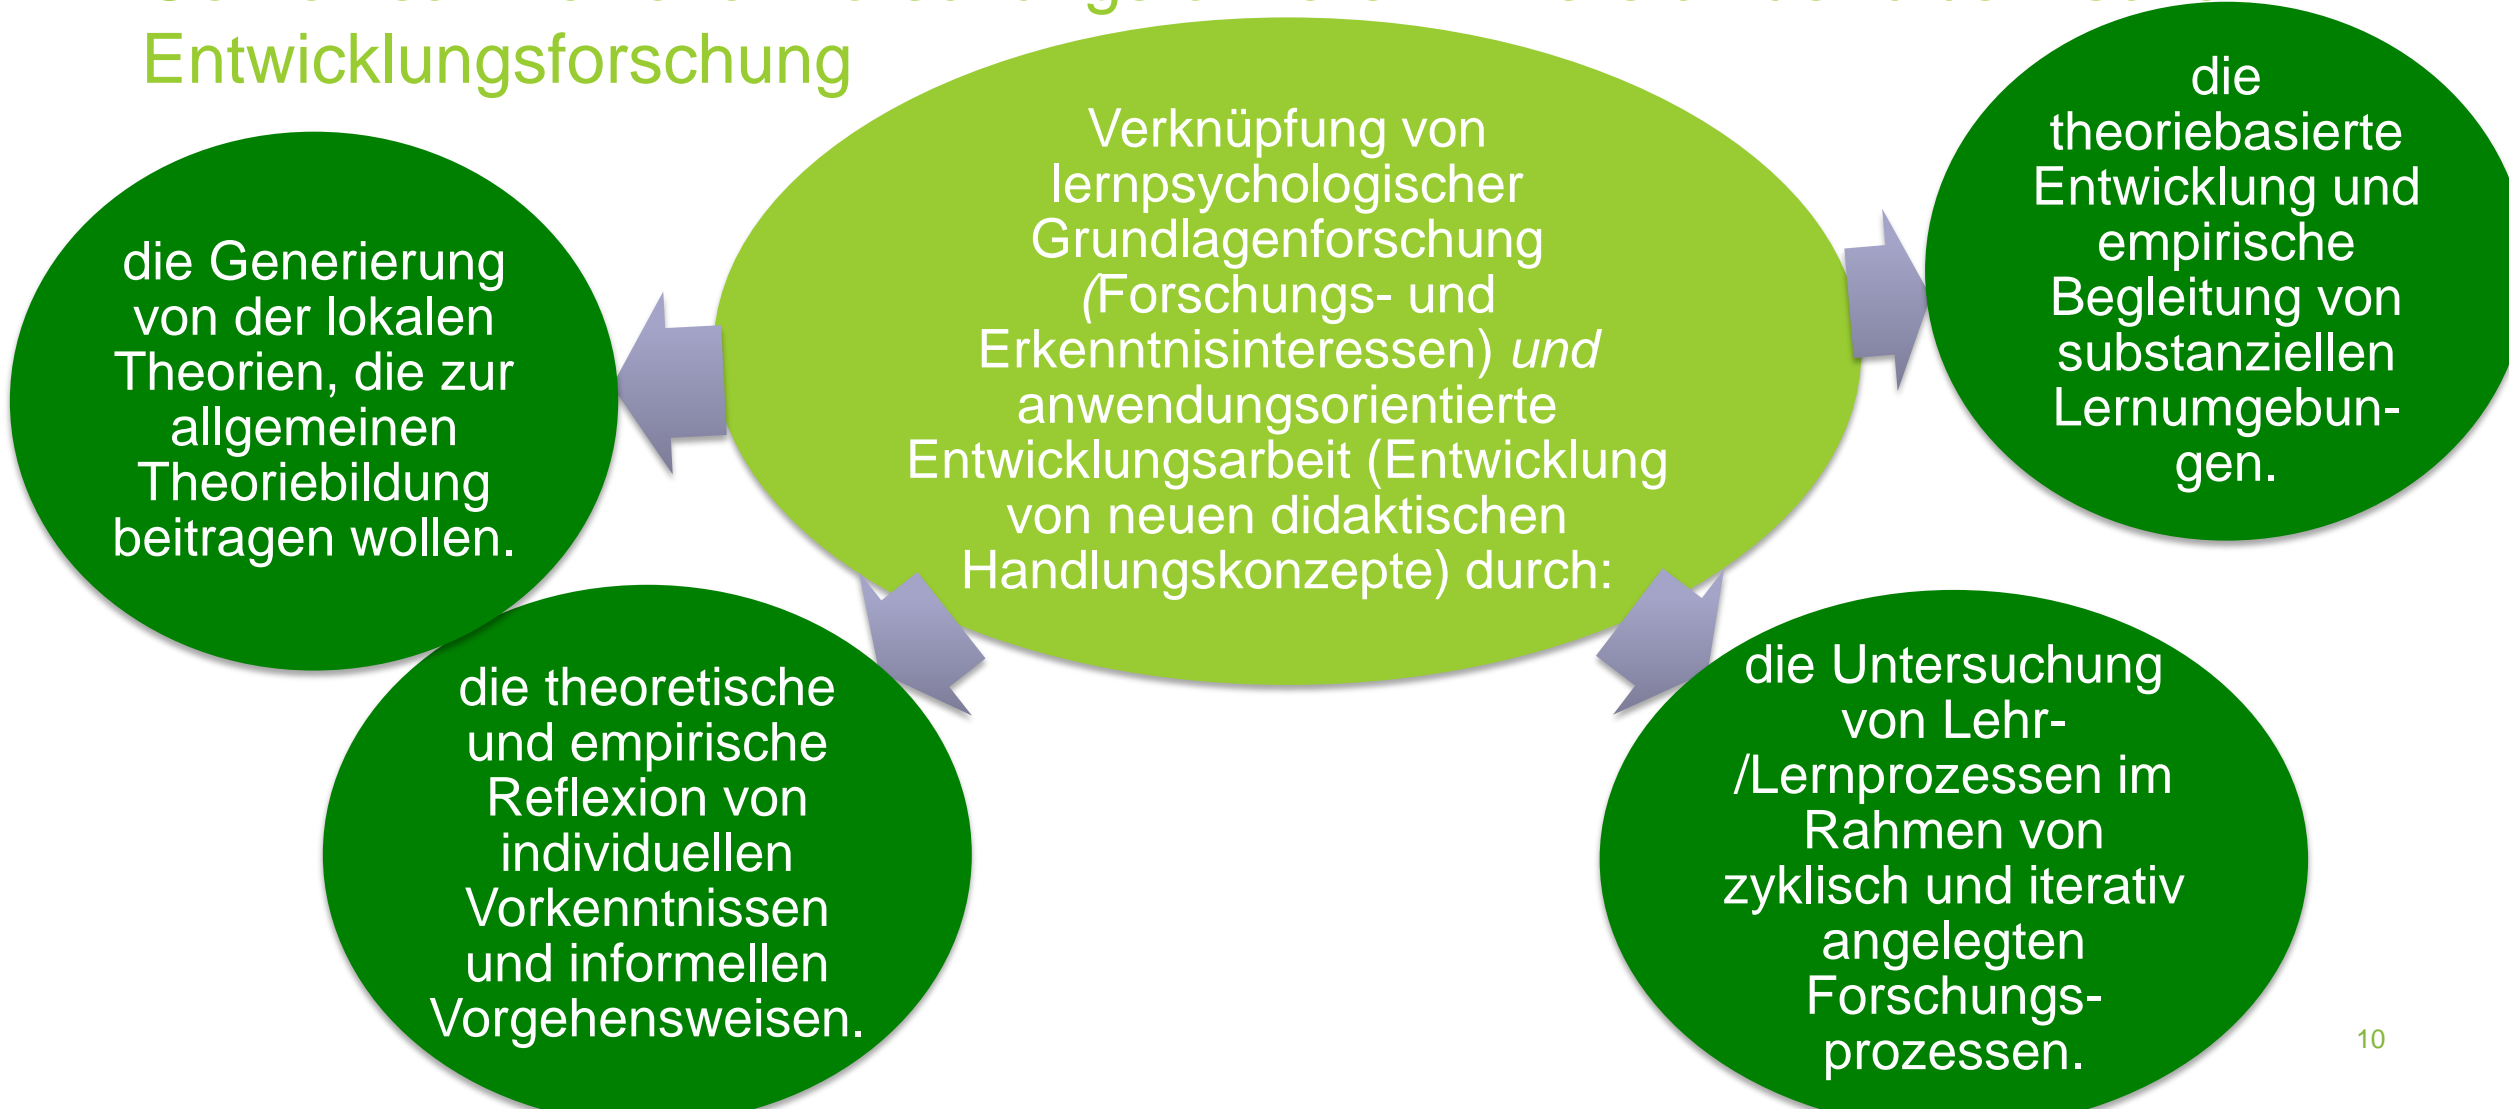 Entwicklungsforschung
Verknüpfung von
lernpsychologischer
Grundlagenforschung
(Forschungs- und
Erkenntnisinteressen) und
anwendungsorientierte
Entwicklungsarbeit (Entwicklung
von neuen didaktischen
Handlungskonzepte) durch:
die
theoriebasierte
Entwicklung und
empirische
Begleitung von
substanziellen
Lernumgebun-
gen.
die Untersuchung
von Lehr-
/Lernprozessen im
Rahmen von
zyklisch und iterativ
angelegten
Forschungs-
prozessen.
die theoretische
und empirische
Reflexion von
individuellen
Vorkenntnissen
und informellen
Vorgehensweisen.
die Generierung
von der lokalen
Theorien, die zur
allgemeinen
Theoriebildung
beitragen wollen.
10